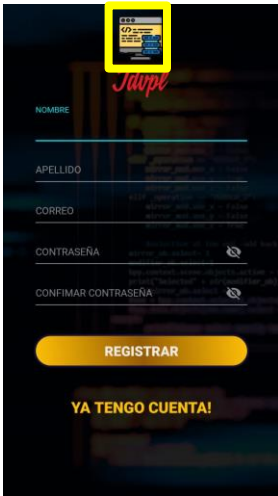 Jdvpl
NOMBRE
APELLIDO
CORREO
CONTRASEÑA
CONFIMAR CONTRASEÑA
REGISTRAR
YA TENGO CUENTA!